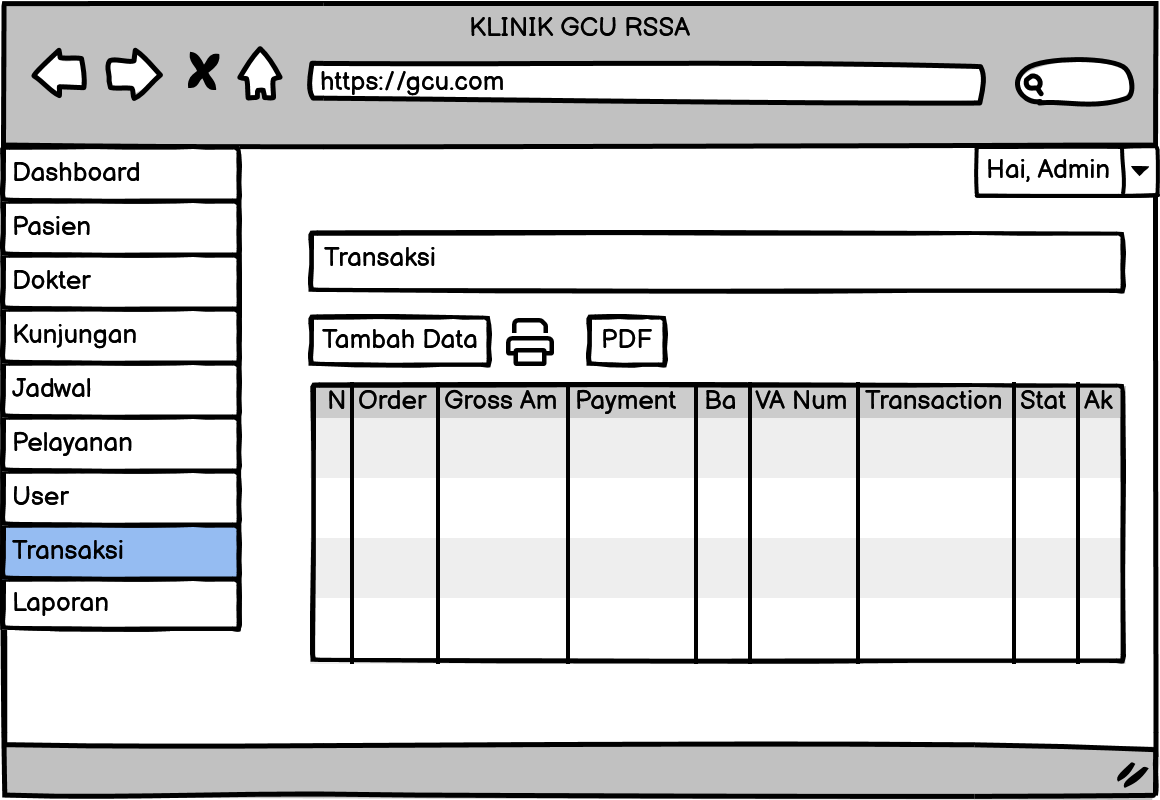 KLINIK GCU RSSA
https://gcu.com
Hai, Admin
Dashboard
Pasien
Dokter
Kunjungan
Jadwal
Pelayanan
User
Transaksi
Laporan
Transaksi
Tambah Data
PDF
N Order Gross Am Payment Ba VA Num Transaction Stat Ak